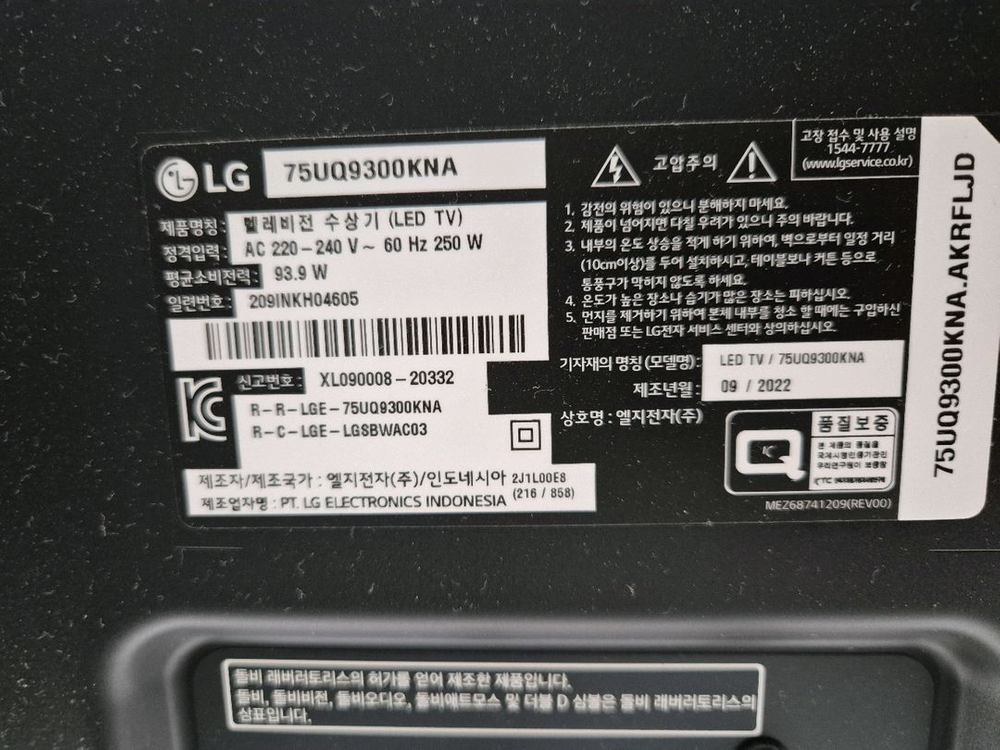 LG 75UQ9300KNA
제품명칭: 텔레비전 수상기 (LED TV)
정격입력: AC 220-240 V~ 60 Hz 250 W
평균소비전력: 93.9 W
일련번호: 209INKH04605
신고번호: XL090008-20332
R-R-LGE-75UQ9300KNA
R-C-LGE-LGSBWAC03
제조자/제조국가 : 엘지전자(주)/인도네시아 2J1L00E8
제조업자명 : PT. LG ELECTRONICS INDONESIA (216 / 858)
고압주의
고장 접수 및 사용 설명
1544-7777
(www.lgservice.co.kr)
1. 감전의 위험이 있으니 분해하지 마세요.
2. 제품이 넘어지면 다칠 우려가 있으니 주의 바랍니다.
3. 내부의 온도 상승을 적게 하기 위하여, 벽으로부터 일정 거리
(10cm이상)를 두어 설치하시고, 테이블보나 커튼 등으로
통풍구가 막히지 않도록 하세요.
4. 온도가 높은 장소나 습기가 많은 장소는 피하십시오.
5. 먼지를 제거하기 위하여 본체 내부를 청소 할 때에는 구입하신
판매점 또는 LG전자 서비스 센터와 상의하십시오.
기자재의 명칭(모델명): LED TV / 75UQ9300KNA
제조년월: 09 / 2022
상호명 : 엘지전자(주)
Q
품질보증
MEZ68741209(REV00)
75UQ9300KNA.AKRFLJD
돌비 래버러토리스의 허가를 얻어 제조한 제품입니다.
돌비, 돌비비전, 돌비오디오, 돌비애트모스 및 더블 D 심볼은 돌비 래버러토리스의
상표입니다.